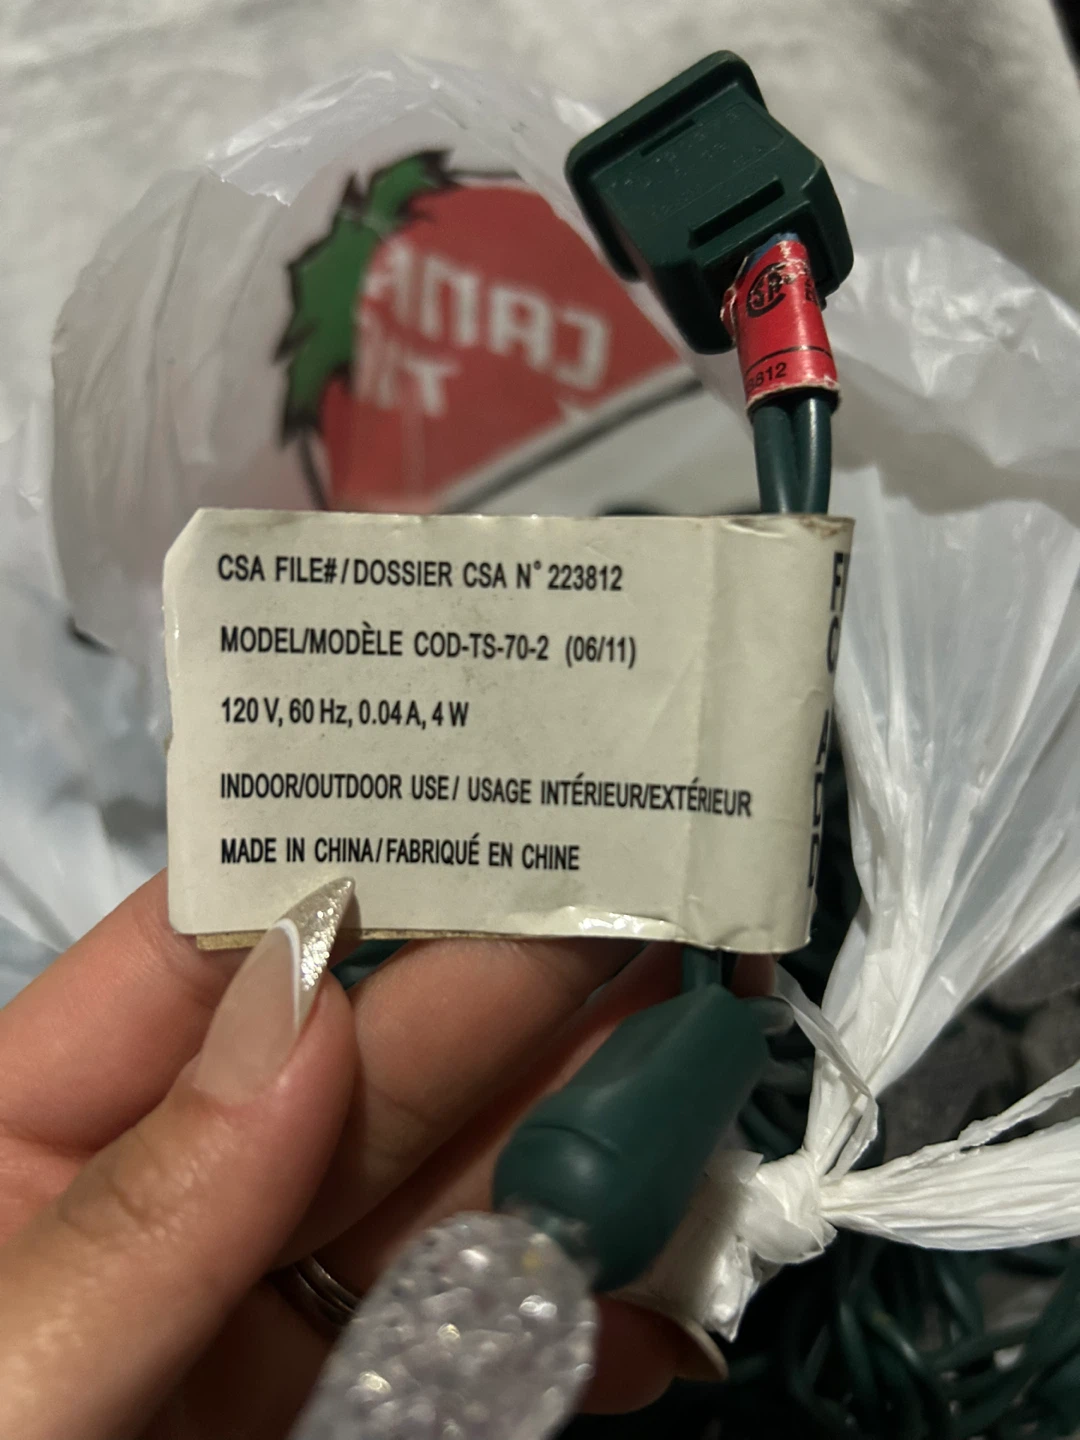 CSA FILE#/DOSSIER CSA N° 223812
MODEL/MODÈLE COD-TS-70-2 (06/11)
120 V, 60 Hz, 0.04 A, 4 W
INDOOR/OUTDOOR USE / USAGE INTÉRIEUR/EXTÉRIEUR
MADE IN CHINA/FABRIQUÉ EN CHINE